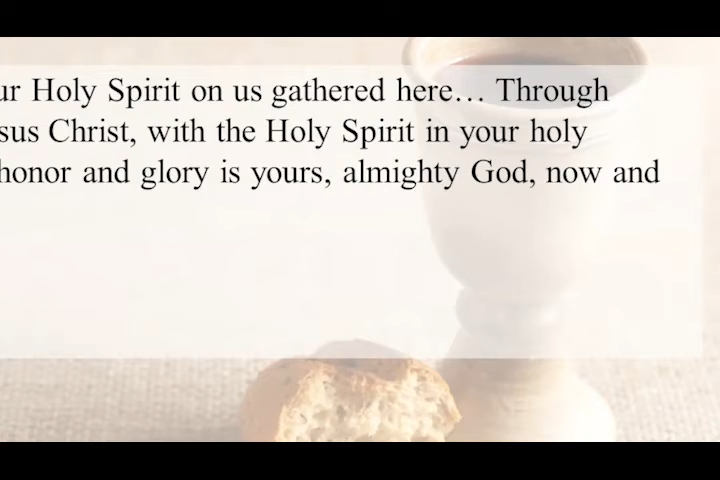 ur Holy Spirit on us gathered here… Through
sus Christ, with the Holy Spirit in your holy
honor and glory is yours, almighty God, now and